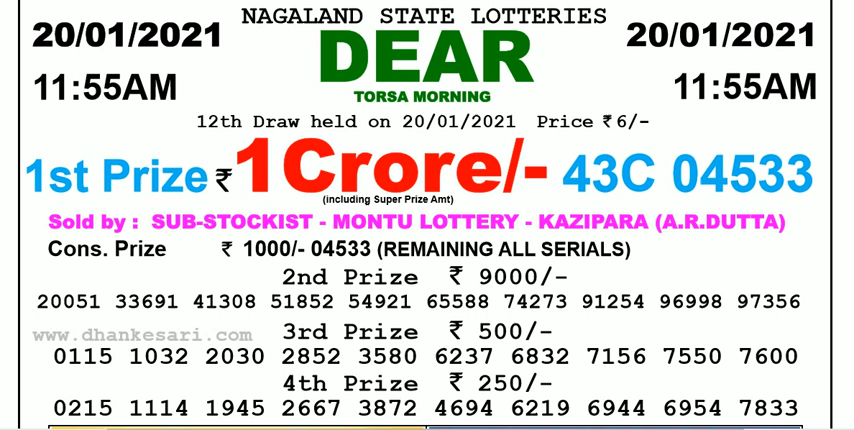 NAGALAND STATE LOTTERIES
20/01/2021 DEAR 20/01/2021
11:55AM TORSA MORNING 11:55AM
12th Draw held on 20/01/2021 Price ₹ 6/-
1st Prize ₹ 1Crore/- 43C 04533
(including Super Prize Amt)
Sold by : SUB-STOCKIST - MONTU LOTTERY - KAZIPARA (A.R.DUTTA)
Cons. Prize ₹ 1000/- 04533 (REMAINING ALL SERIALS)
2nd Prize ₹ 9000/-
20051 33691 41308 51852 54921 65588 74273 91254 96998 97356
www.dhankesari.com 3rd Prize ₹ 500/-
0115 1032 2030 2852 3580 6237 6832 7156 7550 7600
4th Prize ₹ 250/-
0215 1114 1945 2667 3872 4694 6219 6944 6954 7833